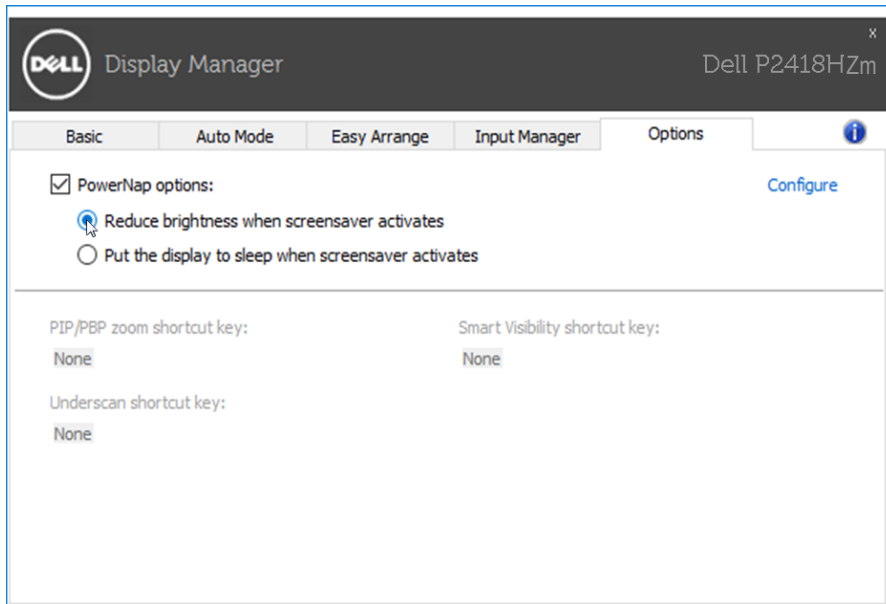 x
DELL Display Manager Dell P2418HZm
Basic Auto Mode Easy Arrange Input Manager Options i
PowerNap options: Configure
Reduce brightness when screensaver activates
Put the display to sleep when screensaver activates
PIP/PBP zoom shortcut key: Smart Visibility shortcut key:
None None
Underscan shortcut key:
None